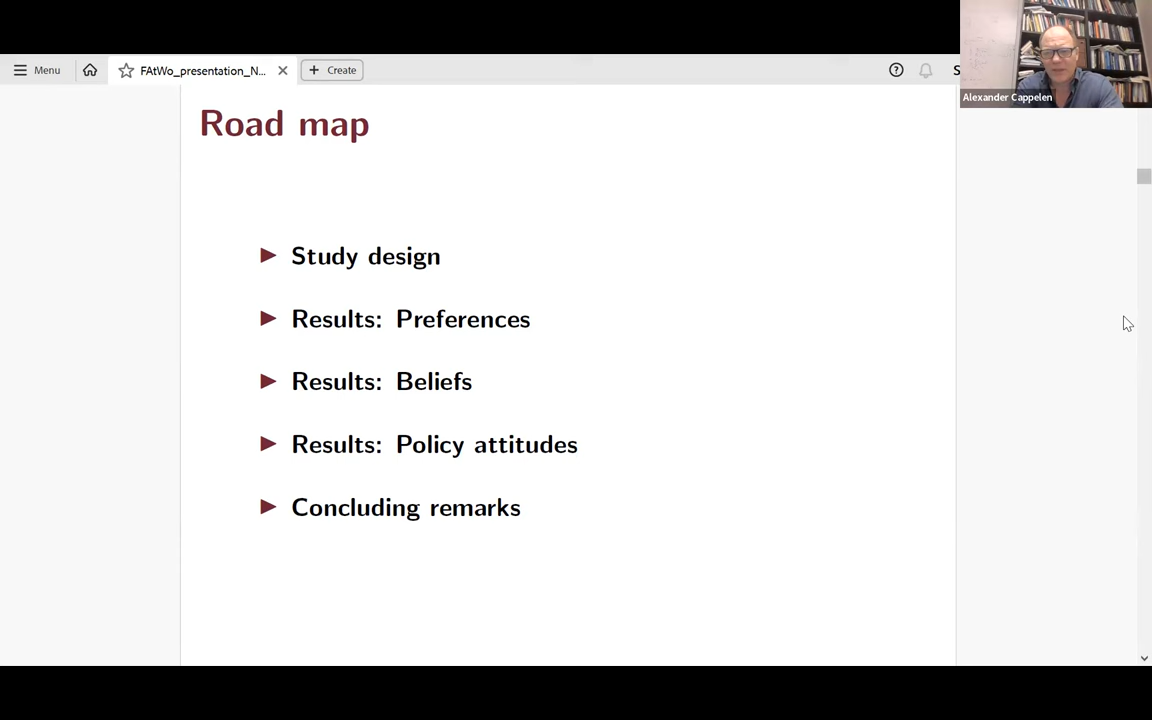 Menu
FAtWo_presentation_N...
Create
S
Alexander Cappelen
Road map
Study design
Results: Preferences
Results: Beliefs
Results: Policy attitudes
Concluding remarks